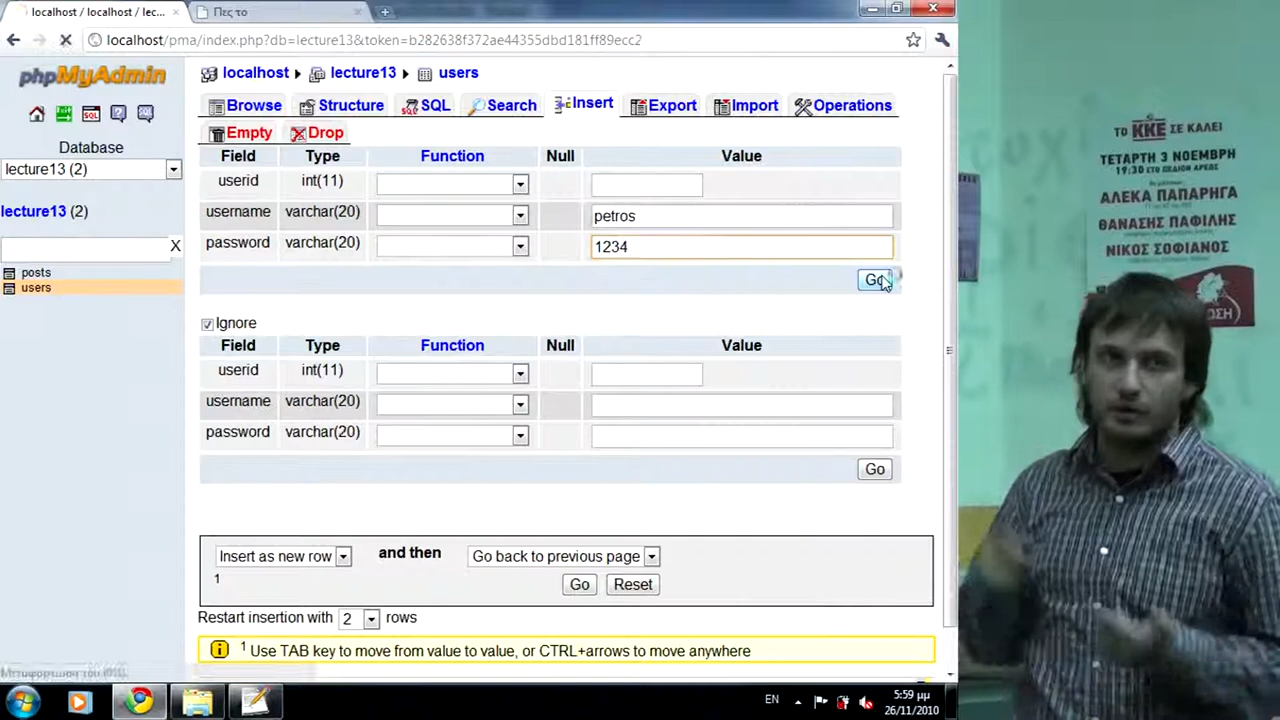 localhost / localhost / lec...
Πες το
localhost/pma/index.php?db=lecture13&token=b282638f372ae44355dbd181ff89ecc2
phpMyAdmin
localhost lecture13 users
Browse Structure SQL Search Insert Export Import Operations
Empty Drop
Database
lecture13 (2)
lecture13 (2)
X
posts
users
Field Type Function Null Value
userid int(11)
username varchar(20) petros
password varchar(20) 1234
Go
Ignore
Field Type Function Null Value
userid int(11)
username varchar(20)
password varchar(20)
Go
Insert as new row and then Go back to previous page
1
Go Reset
Restart insertion with 2 rows
1 Use TAB key to move from value to value, or CTRL+arrows to move anywhere
SQL
EN
5:59 μμ
26/11/2010
ΤΟ ΚΚΕ ΣΕ ΚΑΛΕΙ
ΤΕΤΑΡΤΗ 3 ΝΟΕΜΒΡΗ
19:30 ΣΤΟ ΠΕΔΙΟΝ ΑΡΕΩΣ
ΑΛΕΚΑ ΠΑΠΑΡΗΓΑ
ΘΑΝΑΣΗΣ ΠΑΦΙΛΗΣ
ΝΙΚΟΣ ΣΟΦΙΑΝΟΣ